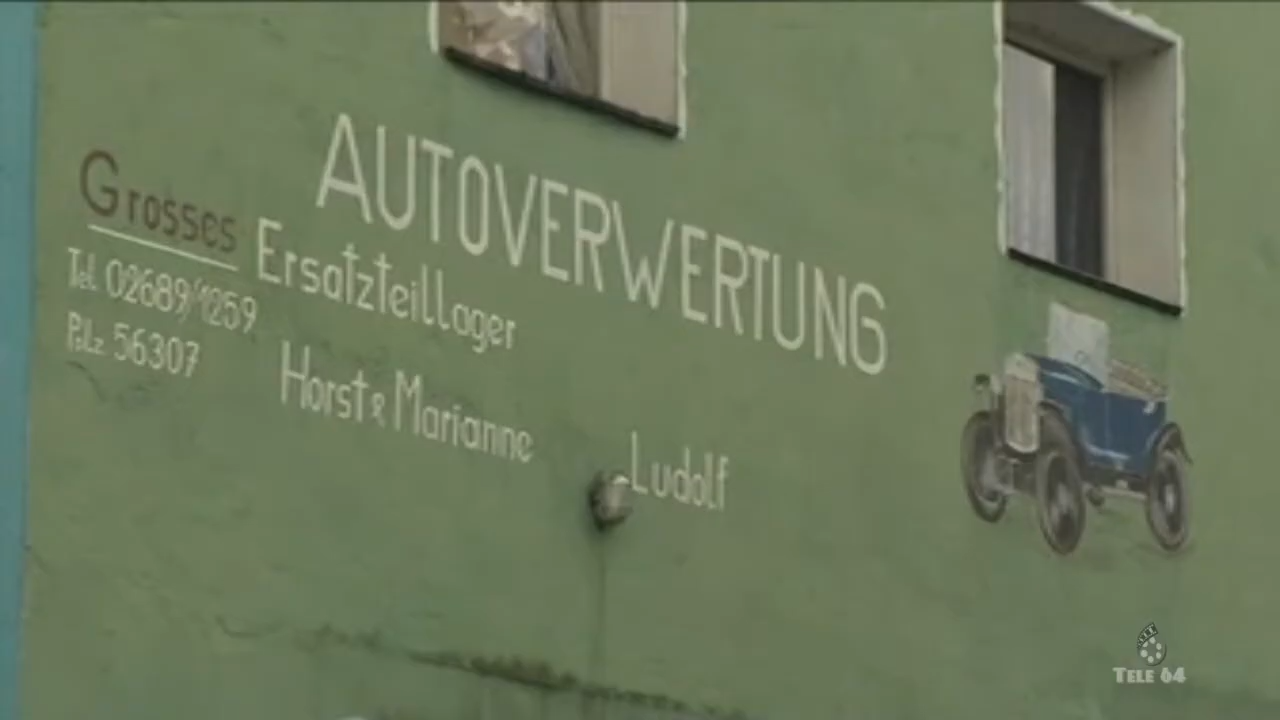 AUTOVERWERTUNG
Grosses Ersatzteillager
Tel. 02689/1259
Plz 56307
Horst & Marianne Ludolf
TELE 64